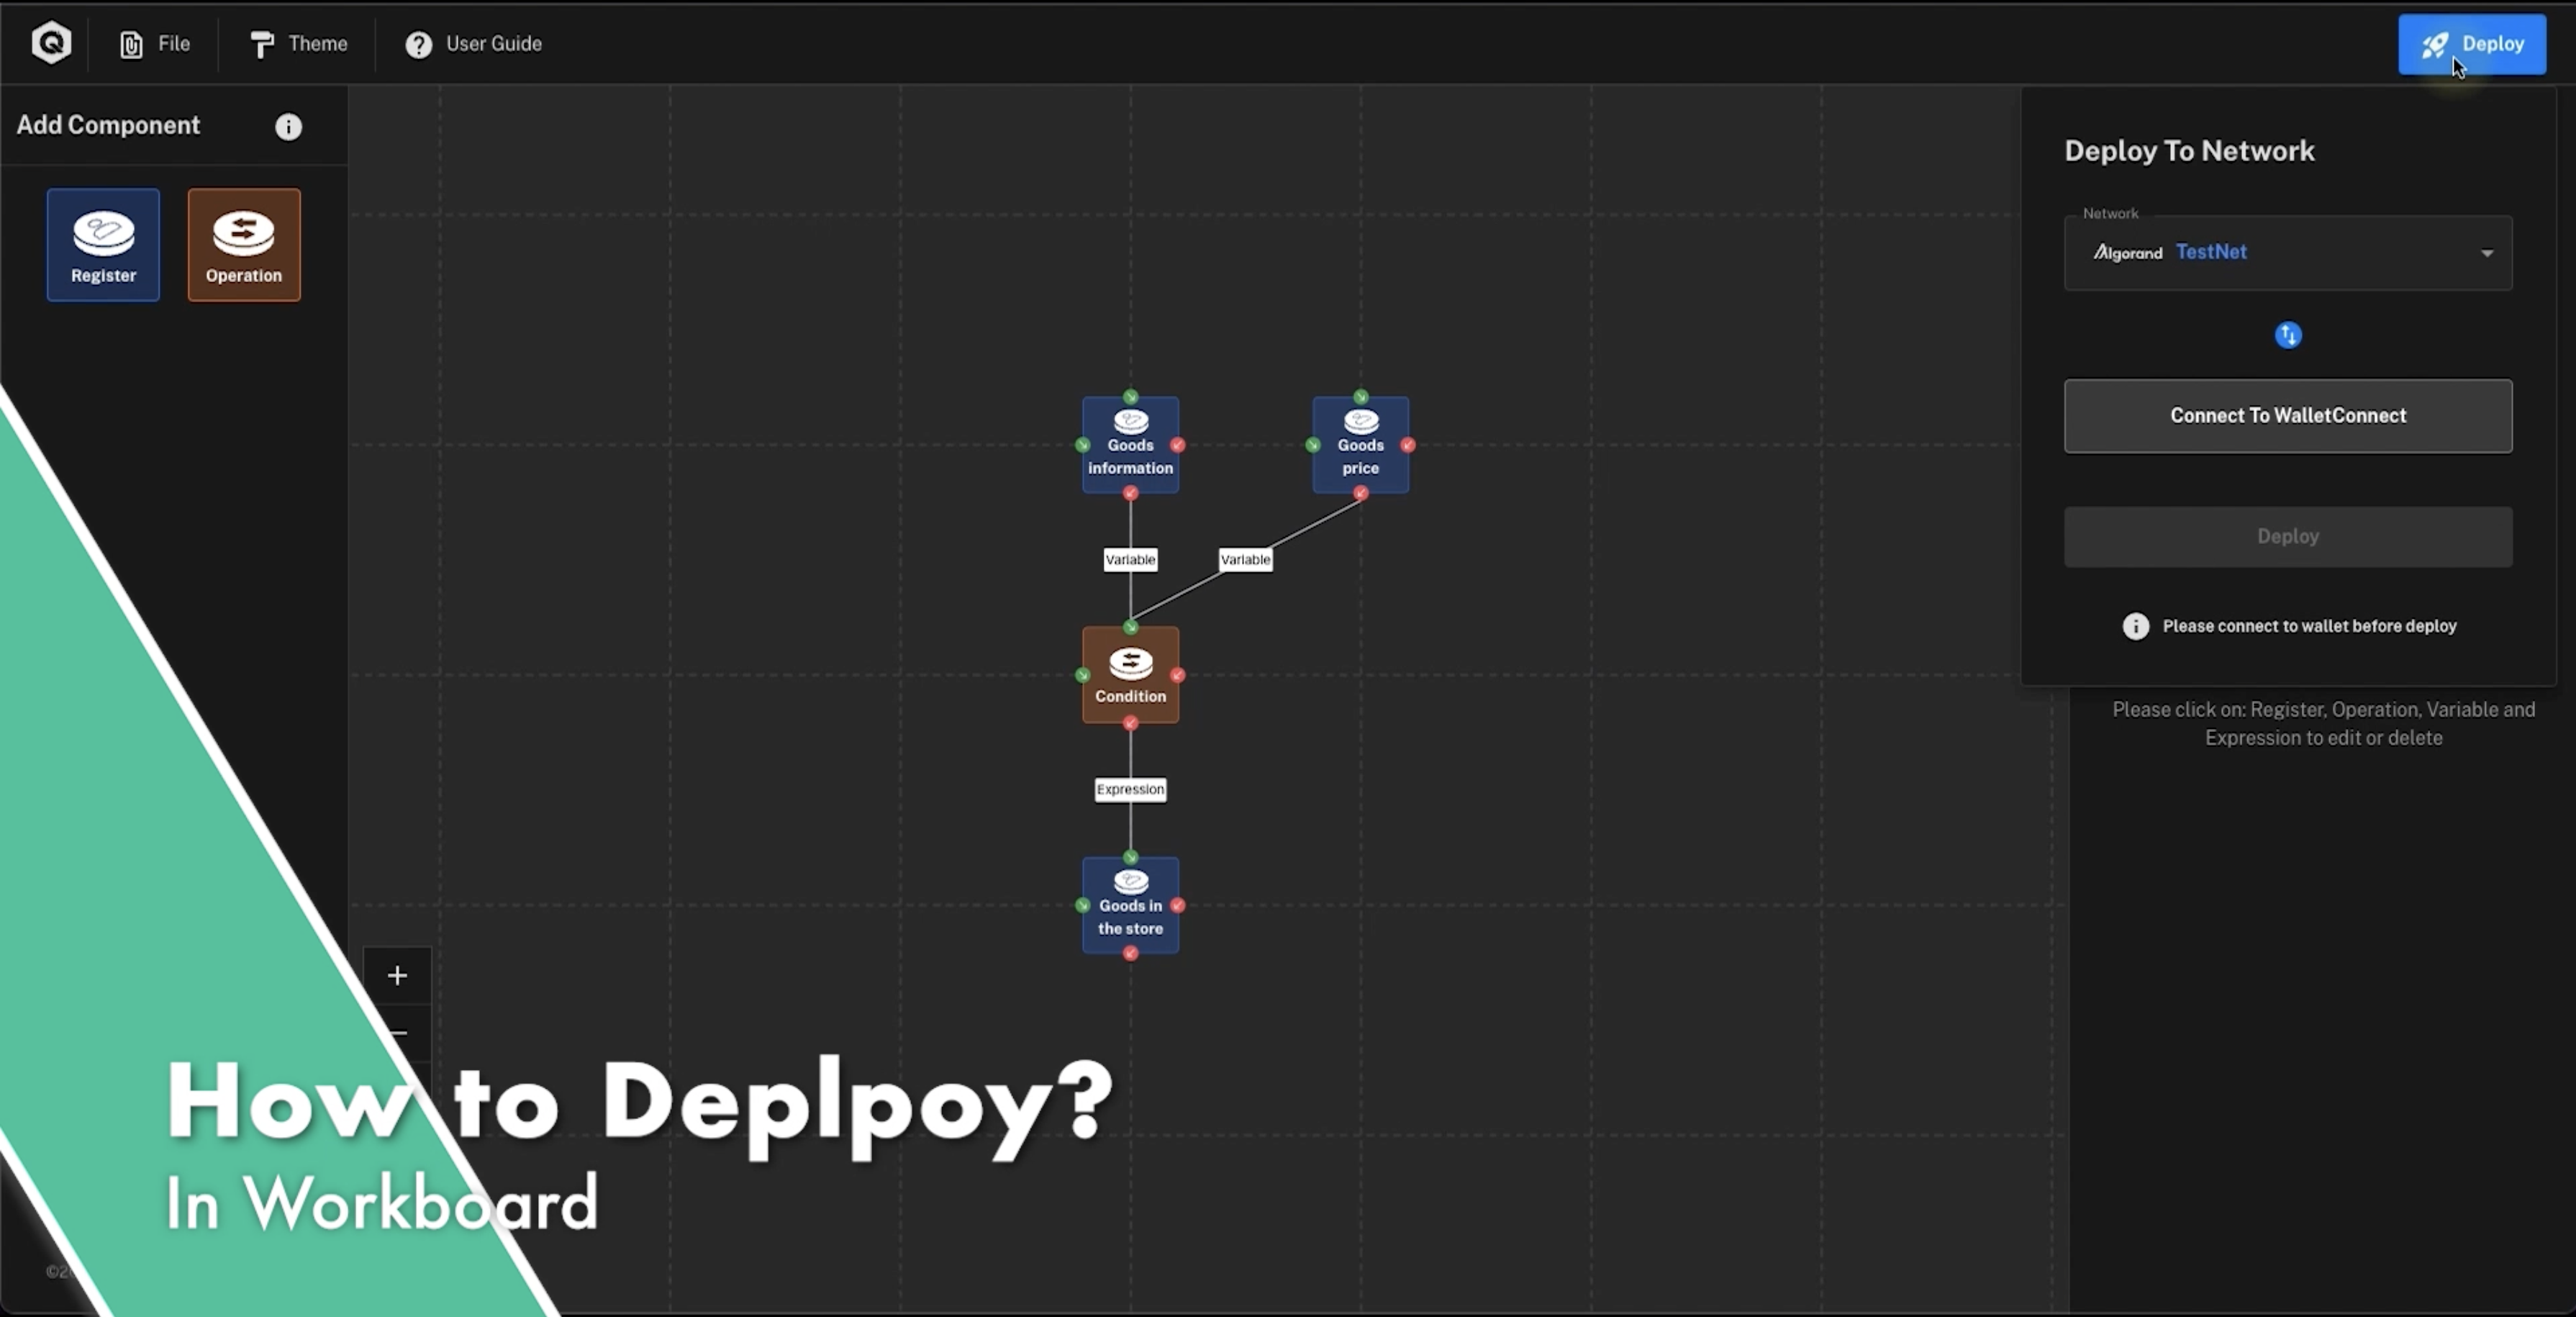 File
Theme
User Guide
Deploy
Add Component
Register
Operation
Goods
information
Goods
price
Variable
Variable
Condition
Expression
Goods in
the store
Deploy To Network
Network
Algorand TestNet
Connect To WalletConnect
Deploy
Please connect to wallet before deploy
Please click on: Register, Operation, Variable and
Expression to edit or delete
How to Deplpoy?
In Workboard